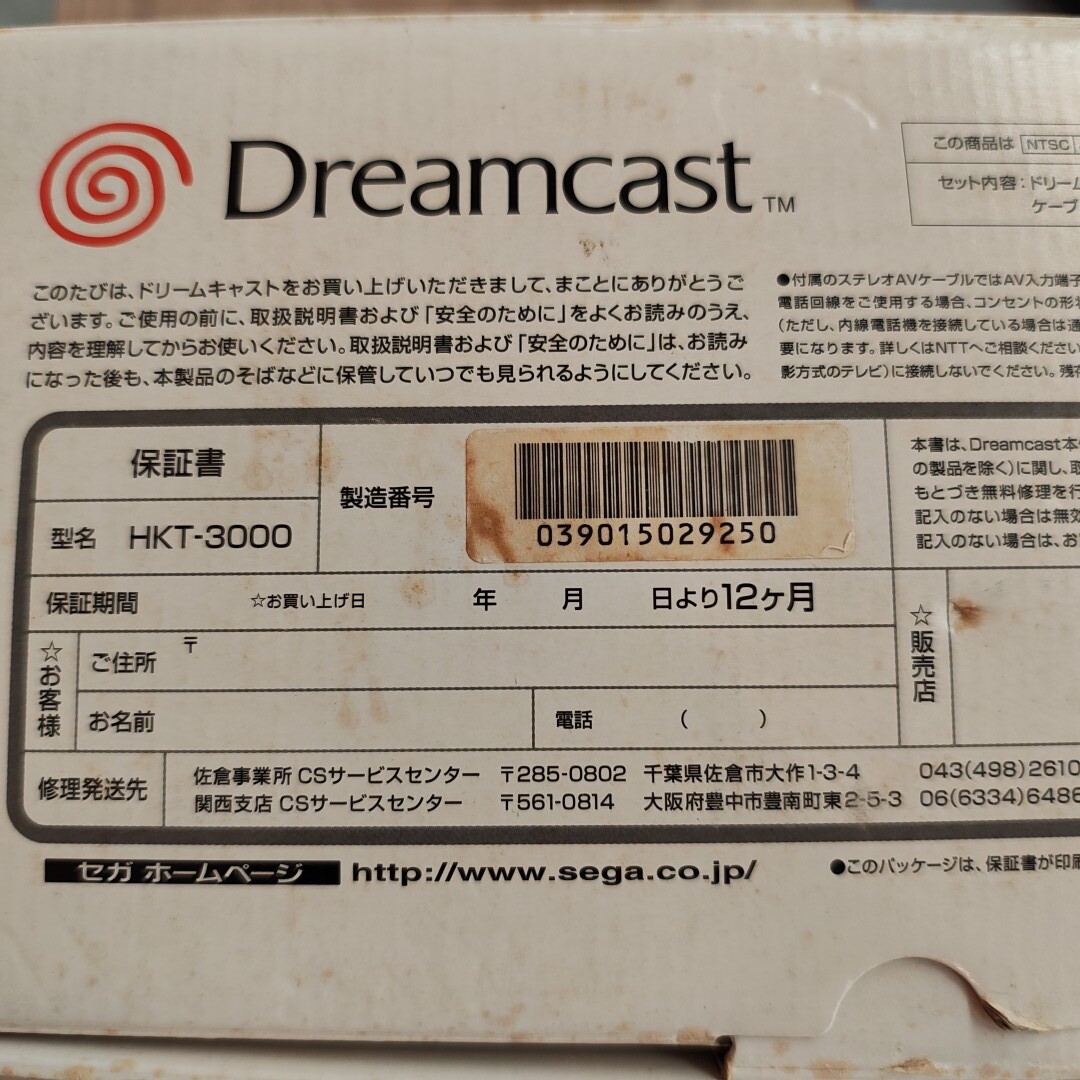 Dreamcast™
この商品は NTSC
セット内容:ドリーム
ケーブ
このたびは、ドリームキャストをお買い上げいただきまして、まことにありがとうご
ざいます。ご使用の前に、取扱説明書および「安全のために」をよくお読みのうえ、
内容を理解してからお使いください。取扱説明書および「安全のために」は、お読み
になった後も、本製品のそばなどに保管していつでも見られるようにしてください。
●付属のステレオAVケーブルではAV入力端子
電話回線をご使用する場合、コンセントの形状
(ただし、内線電話機を接続している場合は通
要になります。詳しくはNTTへご相談ください
影方式のテレビ)に接続しないでください。残存
保証書
型名 HKT-3000
製造番号
039015029250
本書は、Dreamcast本体
の製品を除く)に関し、取
もとづき無料修理を行
記入のない場合は無効
記入のない場合は、お
保証期間 ☆お買い上げ日 年 月 日より12ケ月
☆お客様
ご住所 〒
お名前
電話 ( )
☆販売店
修理発送先
佐倉事業所 CSサービスセンター 〒285-0802 千葉県佐倉市大作1-3-4 043(498)2610
関西支店 CSサービスセンター 〒561-0814 大阪府豊中市豊南町東2-5-3 06(6334)6486
セガ ホームページ http://www.sega.co.jp/
●このパッケージは、保証書が印刷